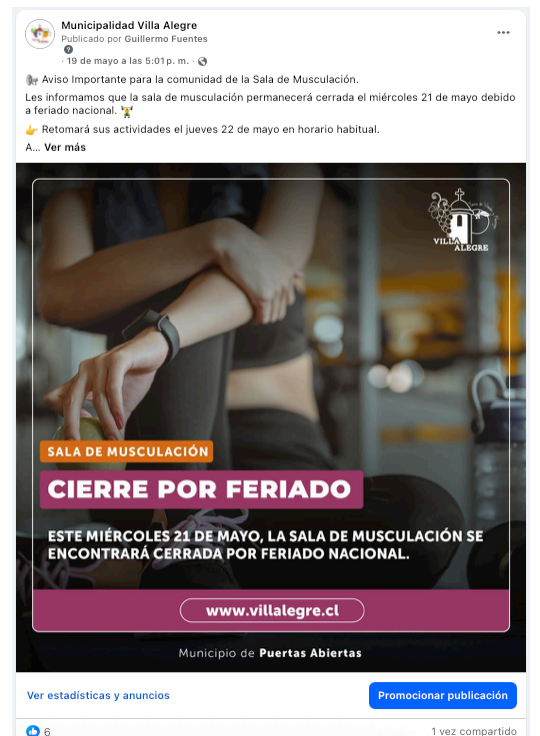 Municipalidad Villa Alegre
Publicado por Guillermo Fuentes
· 19 de mayo a las 5:01 p. m. ·
Aviso Importante para la comunidad de la Sala de Musculación.
Les informamos que la sala de musculación permanecerá cerrada el miércoles 21 de mayo debido
a feriado nacional.
Retomará sus actividades el jueves 22 de mayo en horario habitual.
A... Ver más
VILLA
ALEGRE
SALA DE MUSCULACIÓN
CIERRE POR FERIADO
ESTE MIÉRCOLES 21 DE MAYO, LA SALA DE MUSCULACIÓN SE
ENCONTRARÁ CERRADA POR FERIADO NACIONAL.
www.villalegre.cl
Municipio de Puertas Abiertas
Ver estadísticas y anuncios
Promocionar publicación
6
1 vez compartido